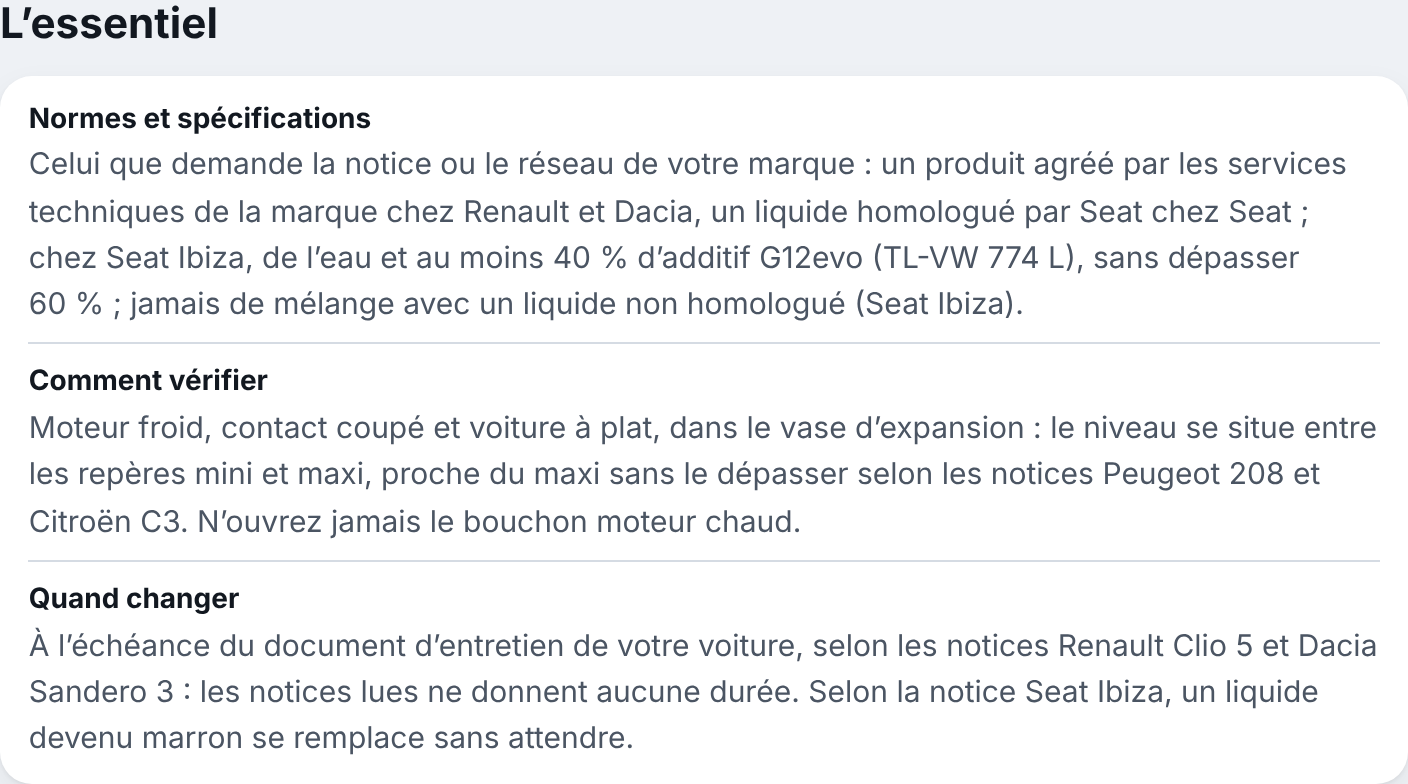 L’essentiel
Normes et spécifications
Celui que demande la notice ou le réseau de votre marque : un produit agréé par les services
techniques de la marque chez Renault et Dacia, un liquide homologué par Seat chez Seat ;
chez Seat Ibiza, de l’eau et au moins 40 % d’additif G12evo (TL-VW 774 L), sans dépasser
60 % ; jamais de mélange avec un liquide non homologué (Seat Ibiza).
Comment vérifier
Moteur froid, contact coupé et voiture à plat, dans le vase d’expansion : le niveau se situe entre
les repères mini et maxi, proche du maxi sans le dépasser selon les notices Peugeot 208 et
Citroën C3. N’ouvrez jamais le bouchon moteur chaud.
Quand changer
À l’échéance du document d’entretien de votre voiture, selon les notices Renault Clio 5 et Dacia
Sandero 3 : les notices lues ne donnent aucune durée. Selon la notice Seat Ibiza, un liquide
devenu marron se remplace sans attendre.